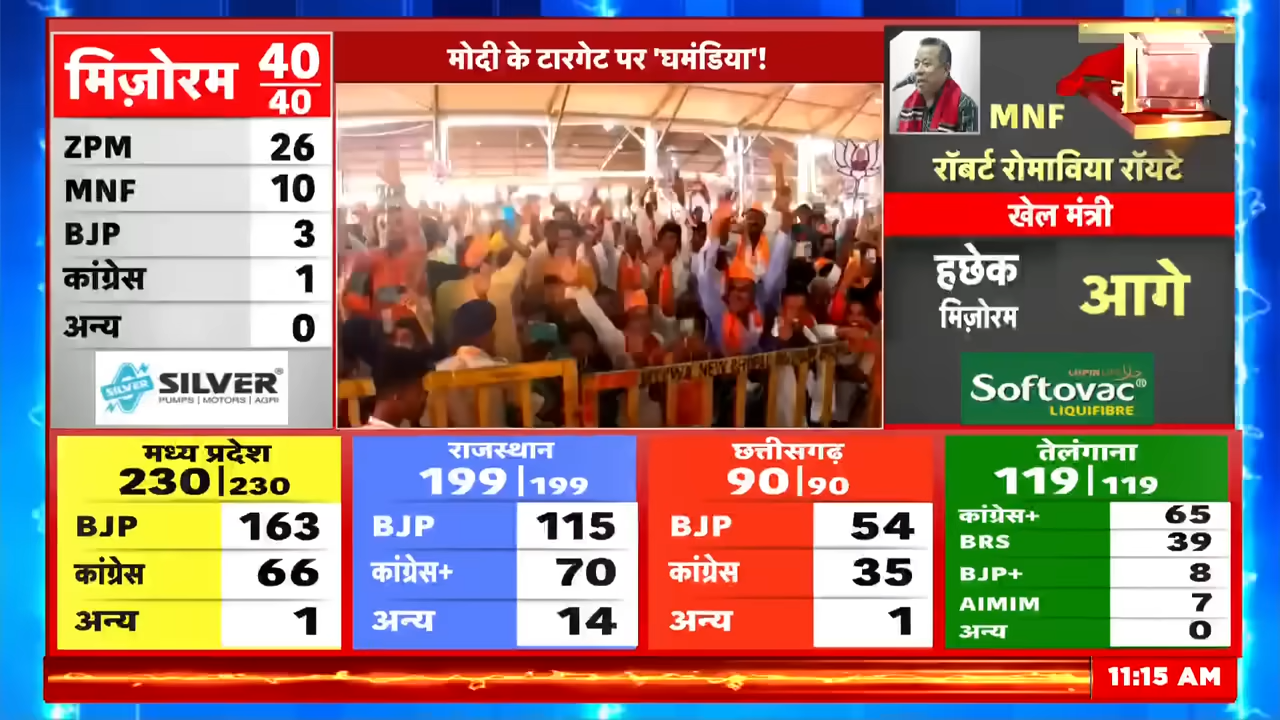 मिज़ोरम 40
40
ZPM 26
MNF 10
BJP 3
कांग्रेस 1
अन्य 0
SILVER
SILVER®
PUMPS | MOTORS | AGRI
मोदी के टारगेट पर 'घमंडिया'!
MNF
रॉबर्ट रोमाविया रॉयटे
खेल मंत्री
हछेक
मिज़ोरम
आगे
LUPINLIFE
Softovac®
LIQUIFIBRE
मध्य प्रदेश
230|230
BJP 163
कांग्रेस 66
अन्य 1
राजस्थान
199|199
BJP 115
कांग्रेस+ 70
अन्य 14
छत्तीसगढ़
90|90
BJP 54
कांग्रेस 35
अन्य 1
तेलंगाना
119|119
कांग्रेस+ 65
BRS 39
BJP+ 8
AIMIM 7
अन्य 0
11:15 AM